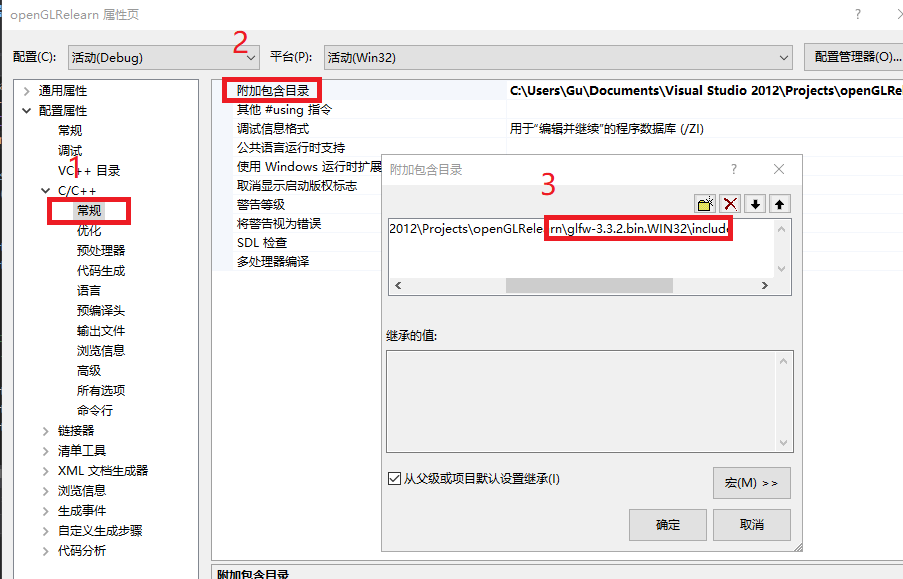 openGLRelearn 属性页
配置(C): 活动(Debug) 平台(P): 活动(Win32) 配置管理器(O)...
2
通用属性
配置属性
常规
调试
VC++ 目录
1
C/C++
常规
优化
预处理器
代码生成
语言
预编译头
输出文件
浏览信息
高级
所有选项
命令行
链接器
清单工具
XML 文档生成器
浏览信息
生成事件
自定义生成步骤
代码分析
附加包含目录 C:\Users\Gu\Documents\Visual Studio 2012\Projects\openGLRe
其他 #using 指令
调试信息格式 用于“编辑并继续”的程序数据库 (/ZI)
公共语言运行时支持
使用 Windows 运行时扩展
取消显示启动版权标志
警告等级
将警告视为错误
SDL 检查
多处理器编译
附加包含目录
?
3
2012\Projects\openGLRelearn\glfw-3.3.2.bin.WIN32\include
继承的值:
从父级或项目默认设置继承(I)
宏(M) >>
确定 取消
附加包含目录